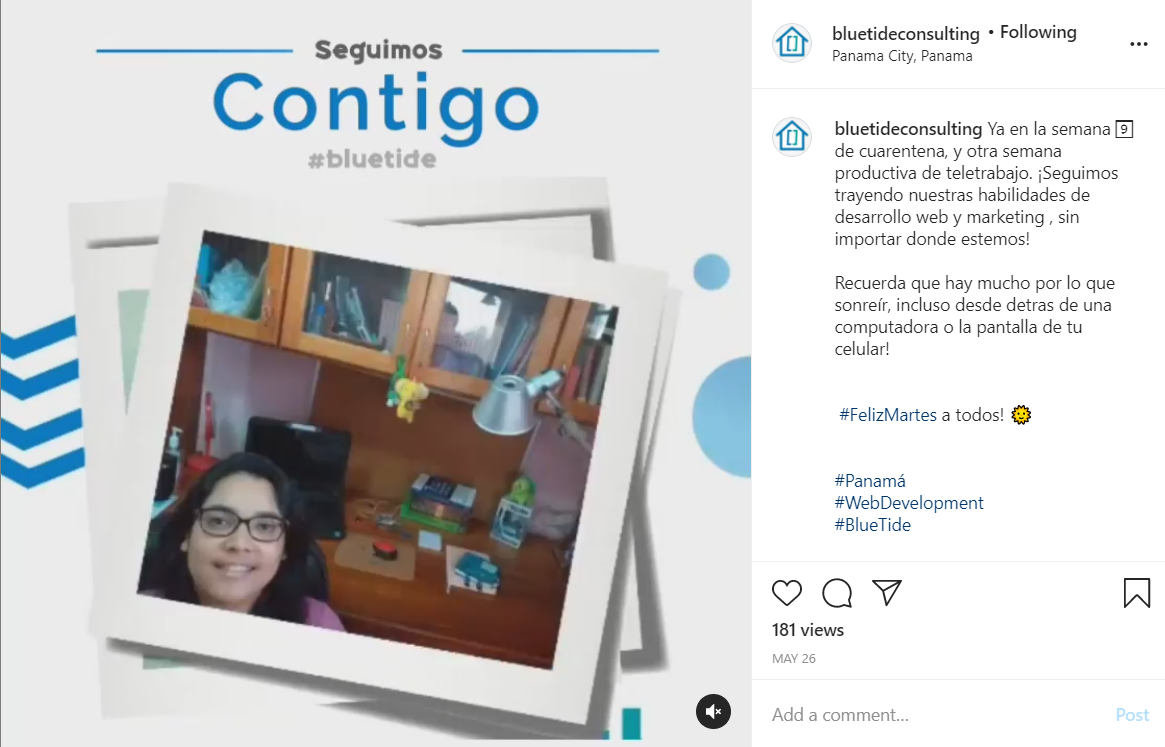 Seguimos
Contigo
#bluetide
bluetideconsulting • Following
Panama City, Panama
bluetideconsulting Ya en la semana 9
de cuarentena, y otra semana
productiva de teletrabajo. ¡Seguimos
trayendo nuestras habilidades de
desarrollo web y marketing , sin
importar donde estemos!
Recuerda que hay mucho por lo que
sonreír, incluso desde detras de una
computadora o la pantalla de tu
celular!
#FelizMartes a todos! 🌞
#Panamá
#WebDevelopment
#BlueTide
181 views
MAY 26
Add a comment...
Post